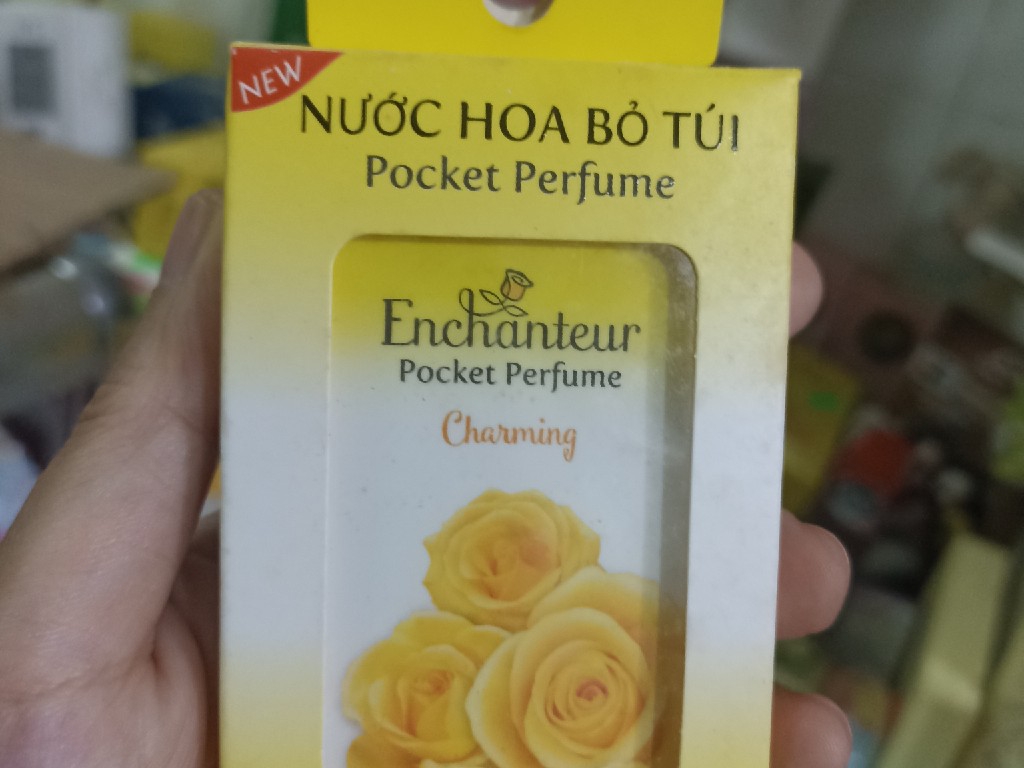 NEW
NƯỚC HOA BỎ TÚI
Pocket Perfume
Enchanteur
Pocket Perfume
Charming